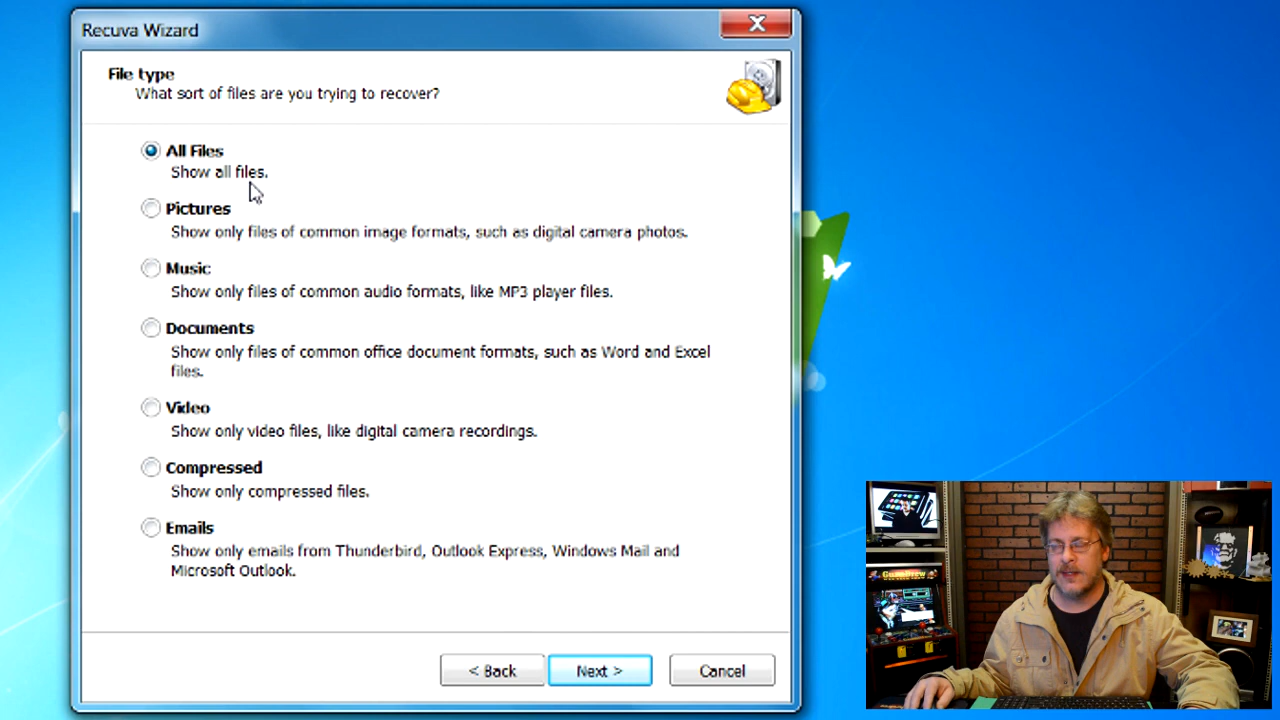 Recuva Wizard
File type
What sort of files are you trying to recover?
All Files
Show all files.
Pictures
Show only files of common image formats, such as digital camera photos.
Music
Show only files of common audio formats, like MP3 player files.
Documents
Show only files of common office document formats, such as Word and Excel
files.
Video
Show only video files, like digital camera recordings.
Compressed
Show only compressed files.
Emails
Show only emails from Thunderbird, Outlook Express, Windows Mail and
Microsoft Outlook.
< Back
Next >
Cancel